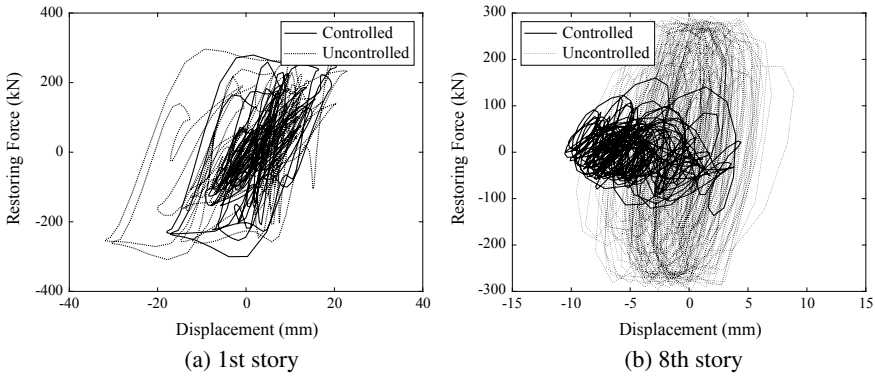 400
200
0
-200
-400
-40
-20
0
20
40
Restoring Force (kN)
Displacement (mm)
Controlled
Uncontrolled
(a) 1st story
300
200
100
0
-100
-200
-300
-15
-10
-5
0
5
10
15
Restoring Force (kN)
Displacement (mm)
Controlled
Uncontrolled
(b) 8th story